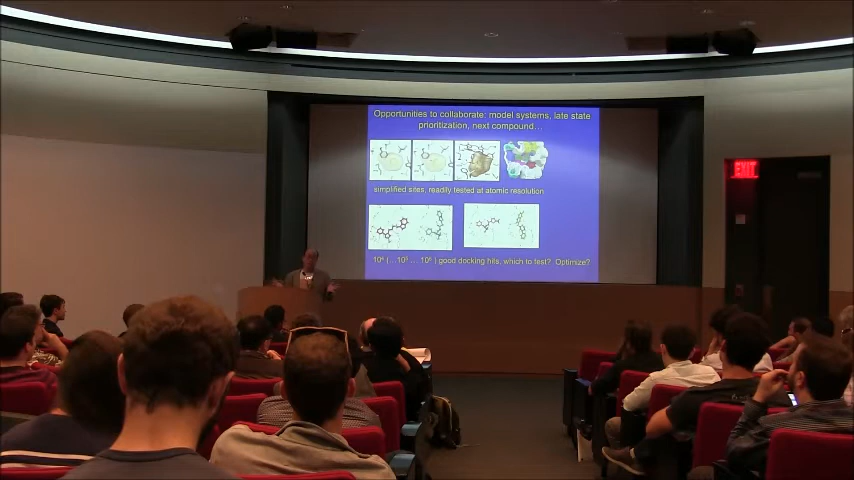 Opportunities to collaborate: model systems, late state
prioritization, next compound…
simplified sites, readily tested at atomic resolution
good docking hits, which to test? Optimize?
EXIT